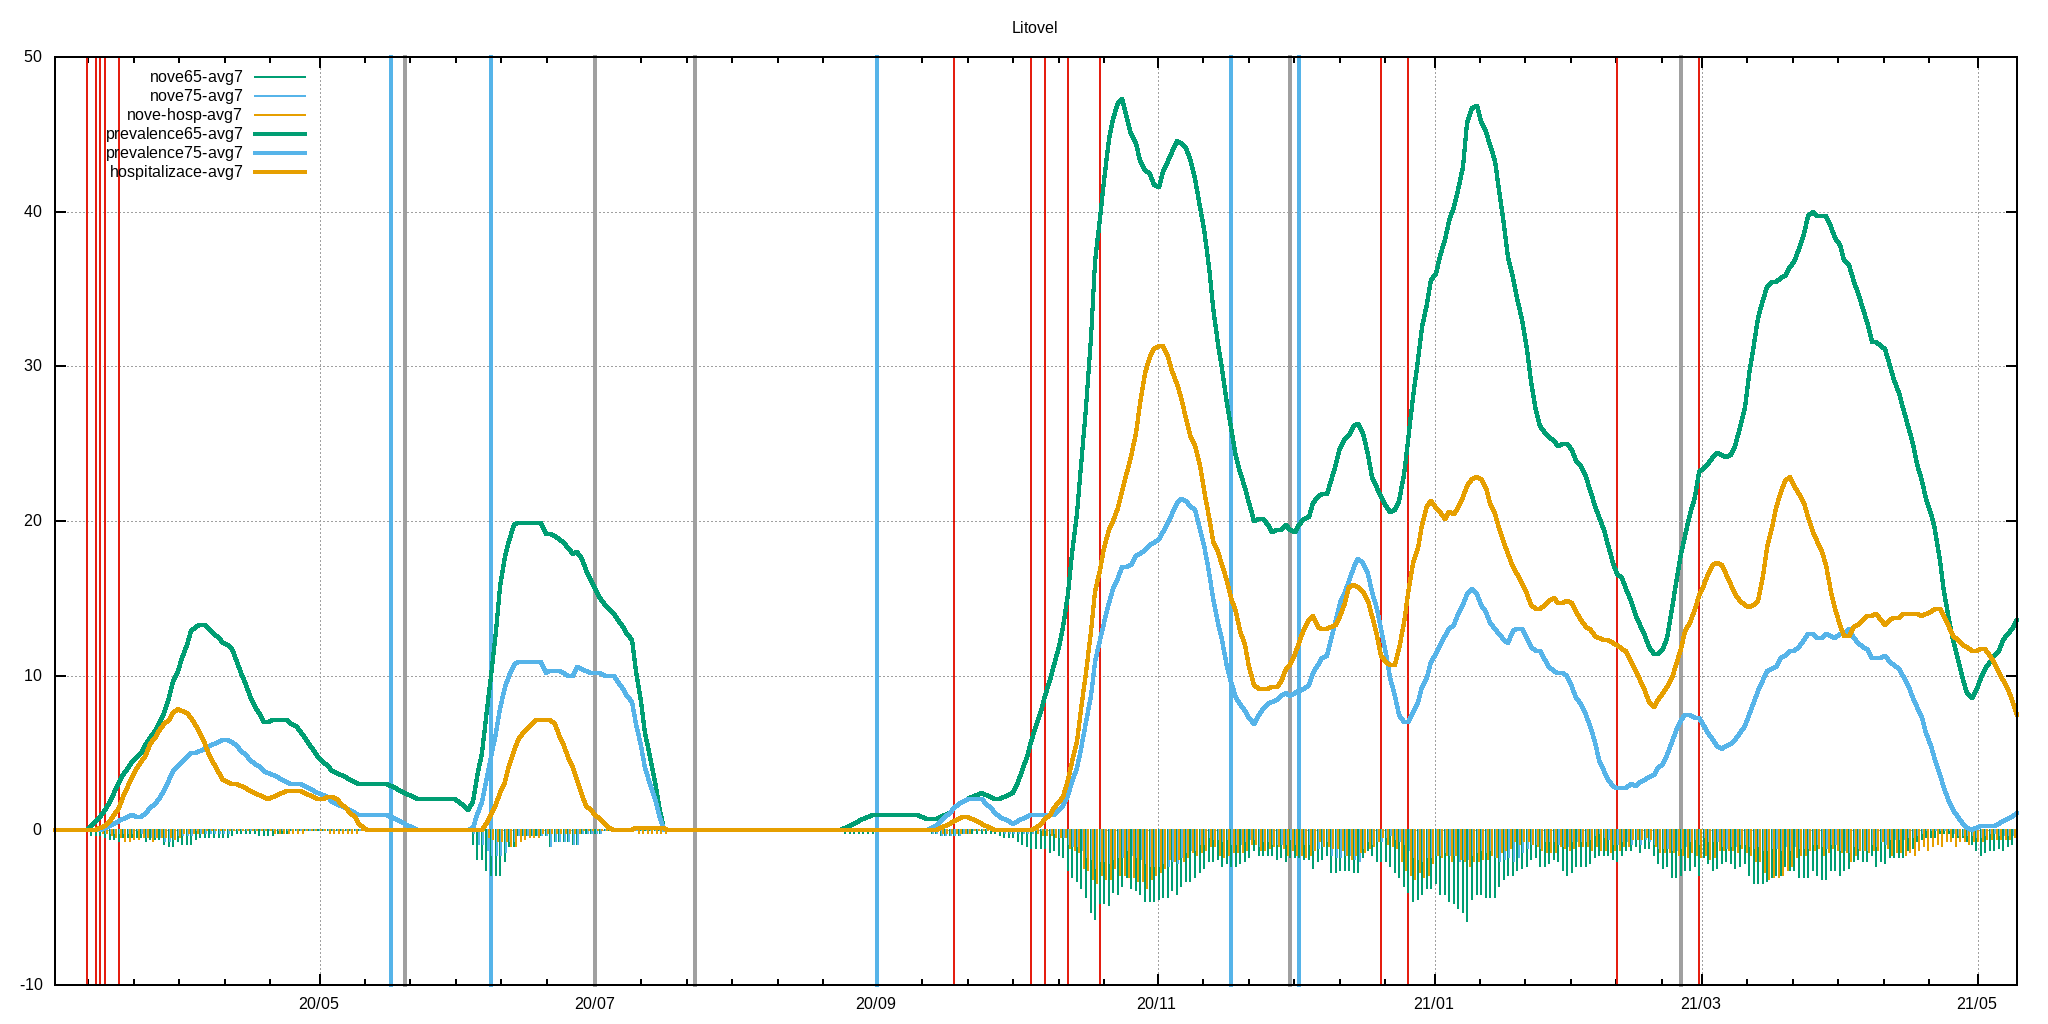 Litovel
50
nove65-avg7
nove75-avg7
nove-hosp-avg7
prevalence65-avg7
prevalence75-avg7
hospitalizace-avg7
40
30
20
10
0
-10
20/05 20/07 20/09 20/11 21/01 21/03 21/05